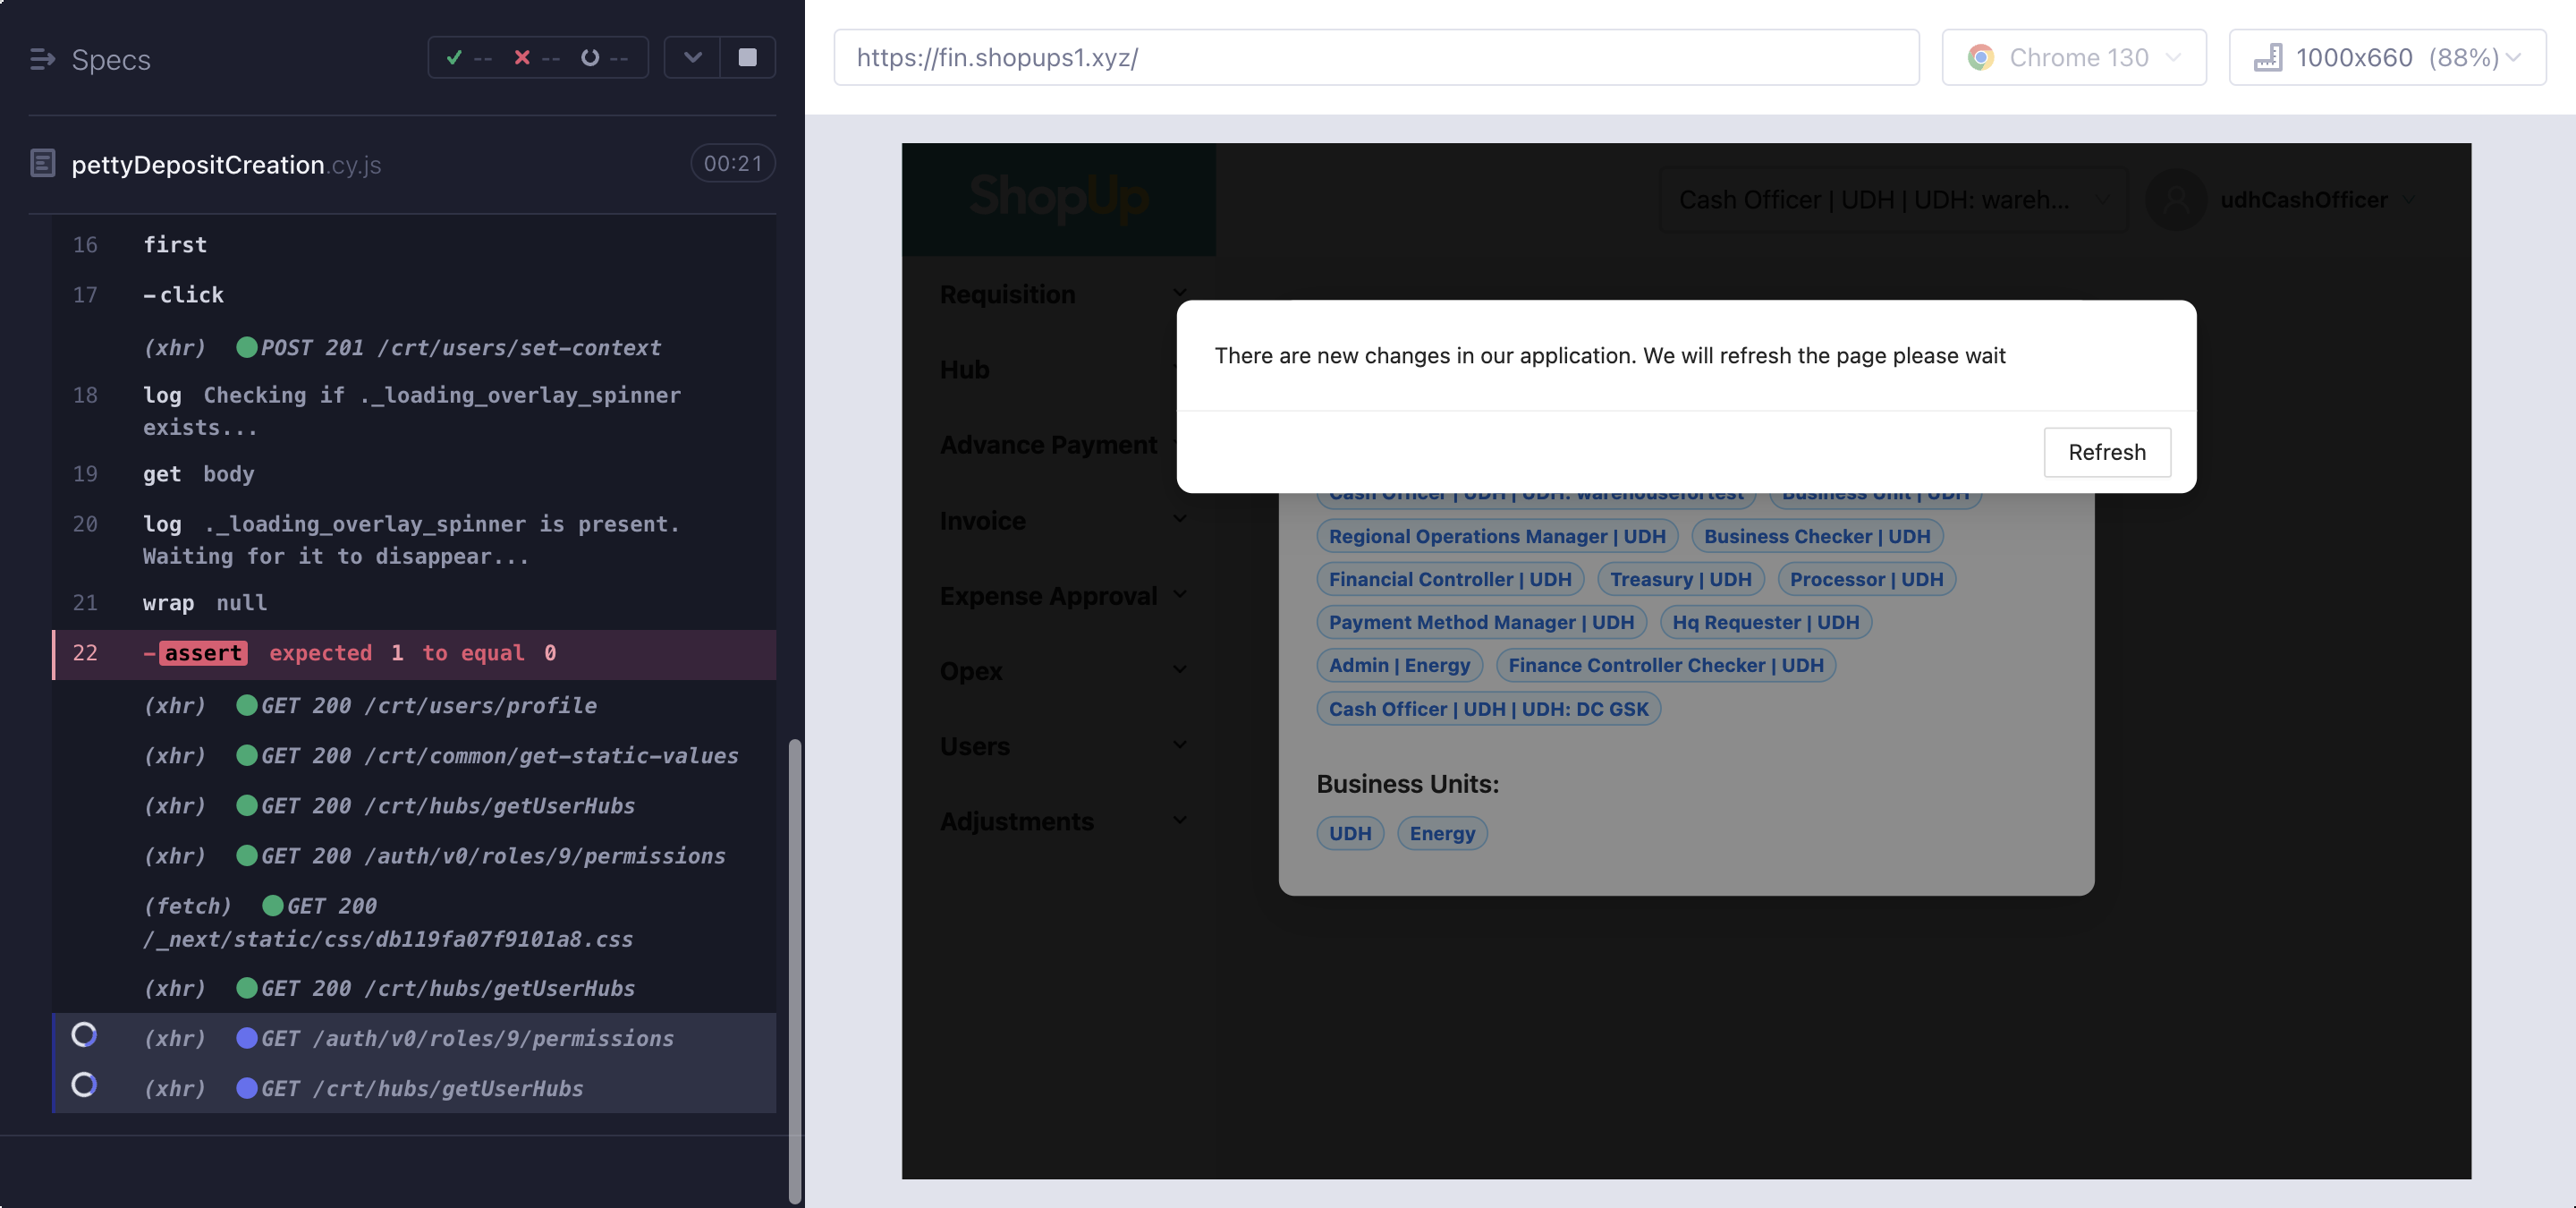 Specs
-- -- --
pettyDepositCreation.cy.js 00:21
16 first
17 -click
(xhr) POST 201 /crt/users/set-context
18 log Checking if ._loading_overlay_spinner
exists...
19 get body
20 log ._loading_overlay_spinner is present.
Waiting for it to disappear...
21 wrap null
22 -assert expected 1 to equal 0
(xhr) GET 200 /crt/users/profile
(xhr) GET 200 /crt/common/get-static-values
(xhr) GET 200 /crt/hubs/getUserHubs
(xhr) GET 200 /auth/v0/roles/9/permissions
(fetch) GET 200
/_next/static/css/db119fa07f9101a8.css
(xhr) GET 200 /crt/hubs/getUserHubs
(xhr) GET /auth/v0/roles/9/permissions
(xhr) GET /crt/hubs/getUserHubs
https://fin.shopups1.xyz/
Chrome 130
1000x660 (88%)
ShopUp
Cash Officer | UDH | UDH: wareh...
udhCashOfficer
Requisition
Hub
Advance Payment
Invoice
Expense Approval
Opex
Users
Adjustments
There are new changes in our application. We will refresh the page please wait
Refresh
Cash Officer | UDH | UDH: warehousefortest Business Unit | UDH
Regional Operations Manager | UDH Business Checker | UDH
Financial Controller | UDH Treasury | UDH Processor | UDH
Payment Method Manager | UDH Hq Requester | UDH
Admin | Energy Finance Controller Checker | UDH
Cash Officer | UDH | UDH: DC GSK
Business Units:
UDH Energy